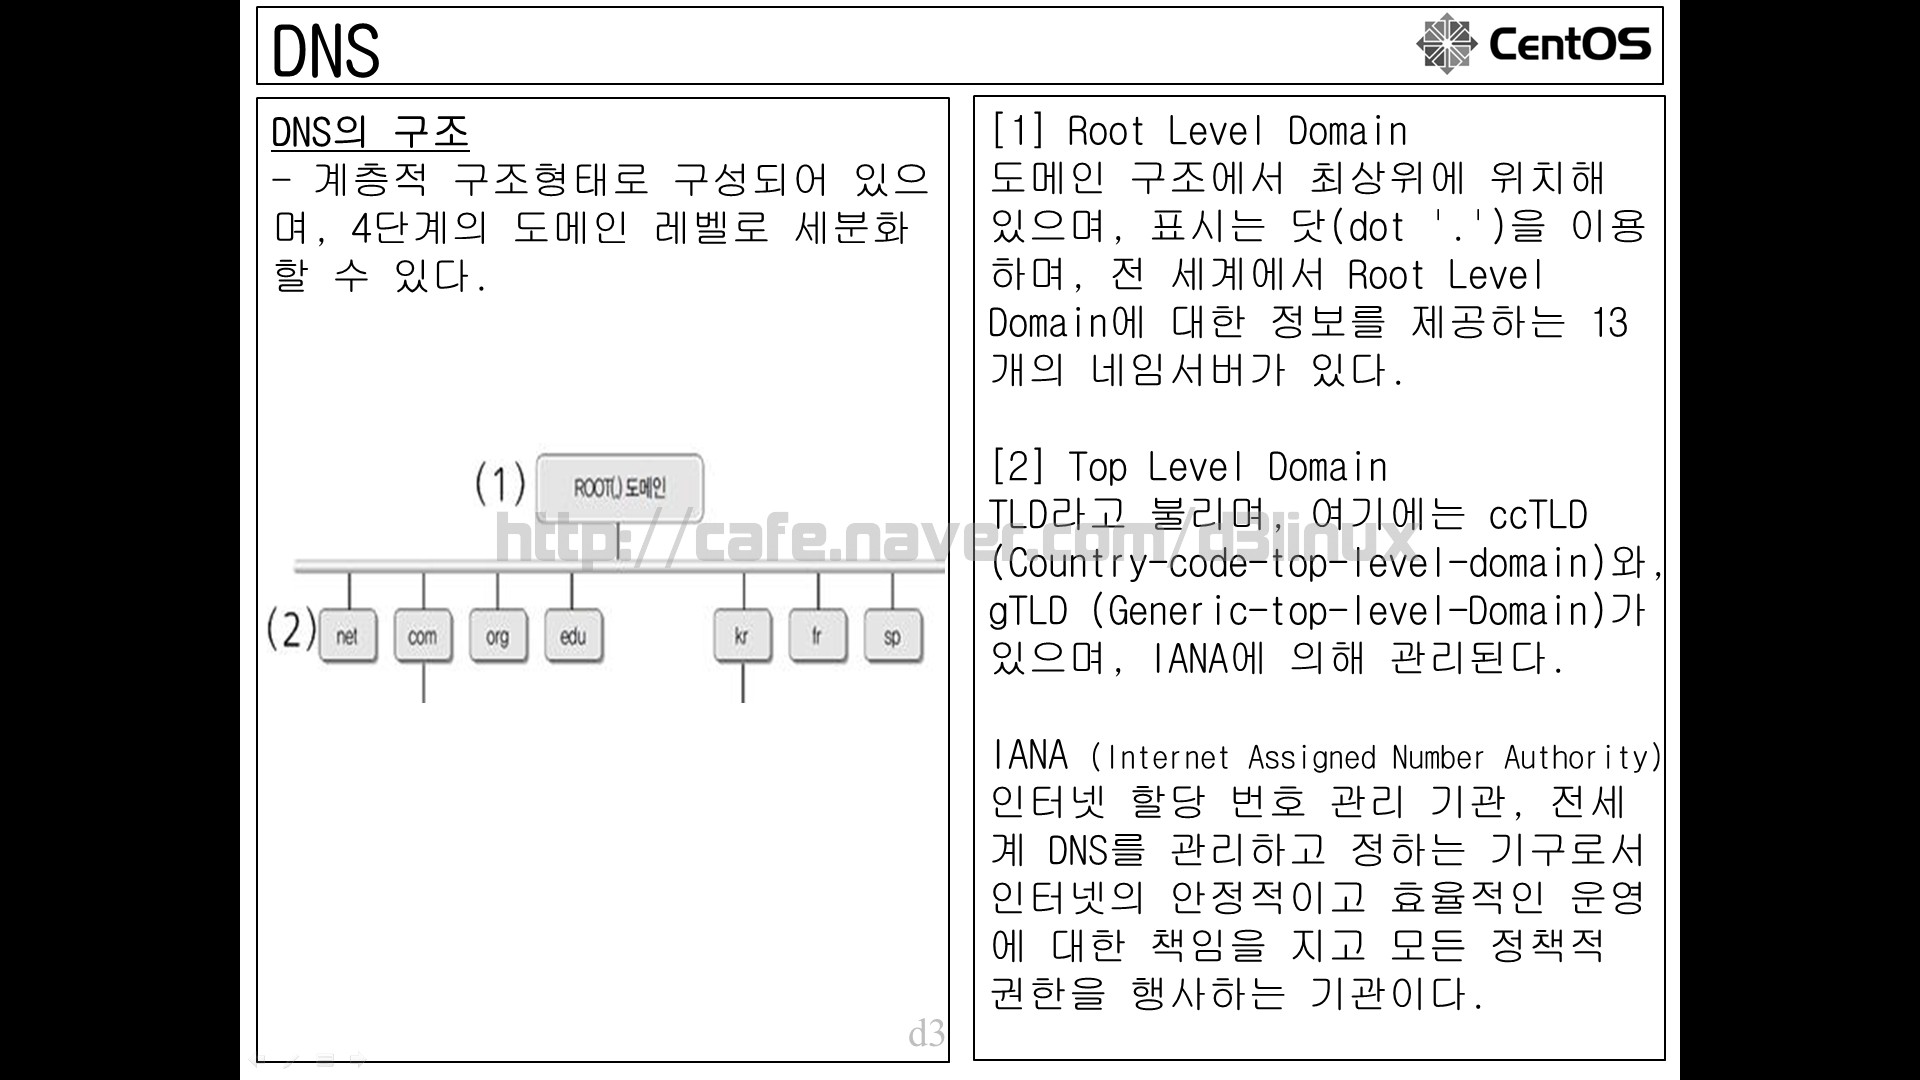 DNS
CentOS
DNS의 구조
- 계층적 구조형태로 구성되어 있으
며, 4단계의 도메인 레벨로 세분화
할 수 있다.
(1)
ROOT(.) 도메인
(2)
net
com
org
edu
kr
fr
sp
http://cafe.naver.com/d3linux
d3
[1] Root Level Domain
도메인 구조에서 최상위에 위치해
있으며, 표시는 닷(dot '.')을 이용
하며, 전 세계에서 Root Level
Domain에 대한 정보를 제공하는 13
개의 네임서버가 있다.
[2] Top Level Domain
TLD라고 불리며, 여기에는 ccTLD
(Country-code-top-level-domain)와,
gTLD (Generic-top-level-Domain)가
있으며, IANA에 의해 관리된다.
IANA (Internet Assigned Number Authority)
인터넷 할당 번호 관리 기관, 전세
계 DNS를 관리하고 정하는 기구로서
인터넷의 안정적이고 효율적인 운영
에 대한 책임을 지고 모든 정책적
권한을 행사하는 기관이다.